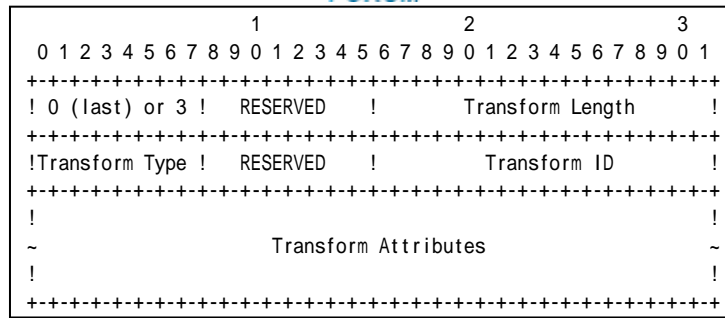 1 2 3
0 1 2 3 4 5 6 7 8 9 0 1 2 3 4 5 6 7 8 9 0 1 2 3 4 5 6 7 8 9 0 1
+-+-+-+-+-+-+-+-+-+-+-+-+-+-+-+-+-+-+-+-+-+-+-+-+-+-+-+-+-+-+-+-+
! 0 (last) or 3 ! RESERVED ! Transform Length !
+-+-+-+-+-+-+-+-+-+-+-+-+-+-+-+-+-+-+-+-+-+-+-+-+-+-+-+-+-+-+-+-+
!Transform Type ! RESERVED ! Transform ID !
+-+-+-+-+-+-+-+-+-+-+-+-+-+-+-+-+-+-+-+-+-+-+-+-+-+-+-+-+-+-+-+-+
! !
~ Transform Attributes ~
! !
+-+-+-+-+-+-+-+-+-+-+-+-+-+-+-+-+-+-+-+-+-+-+-+-+-+-+-+-+-+-+-+-+